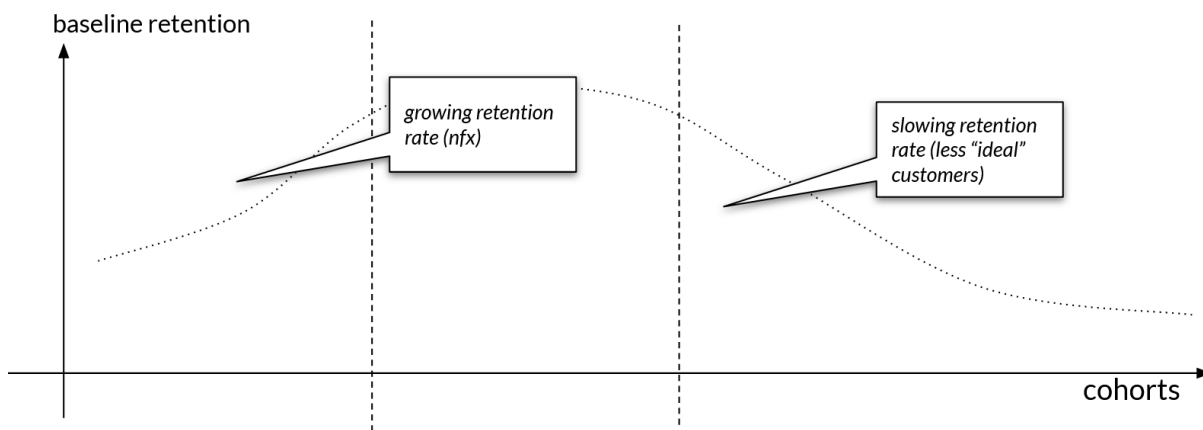 baseline retention
growing retention
rate (nfx)
slowing retention
rate (less “ideal”
customers)
cohorts